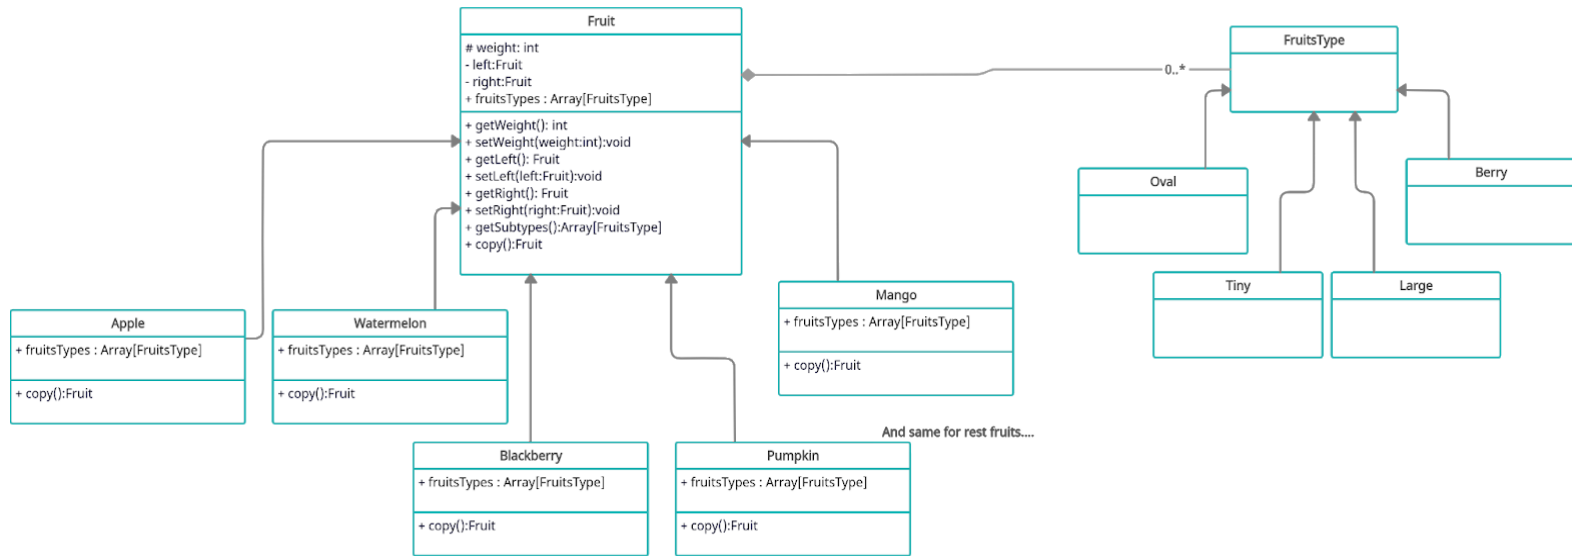 Fruit
# weight: int
- left:Fruit
- right:Fruit
+ fruitsTypes : Array[FruitsType]
+ getWeight(): int
+ setWeight(weight:int):void
+ getLeft(): Fruit
+ setLeft(left:Fruit):void
+ getRight(): Fruit
+ setRight(right:Fruit):void
+ getSubtypes():Array[FruitsType]
+ copy():Fruit
0..*
FruitsType
Oval
Berry
Tiny
Large
Apple
+ fruitsTypes : Array[FruitsType]
+ copy():Fruit
Watermelon
+ fruitsTypes : Array[FruitsType]
+ copy():Fruit
Mango
+ fruitsTypes : Array[FruitsType]
+ copy():Fruit
And same for rest fruits....
Blackberry
+ fruitsTypes : Array[FruitsType]
+ copy():Fruit
Pumpkin
+ fruitsTypes : Array[FruitsType]
+ copy():Fruit